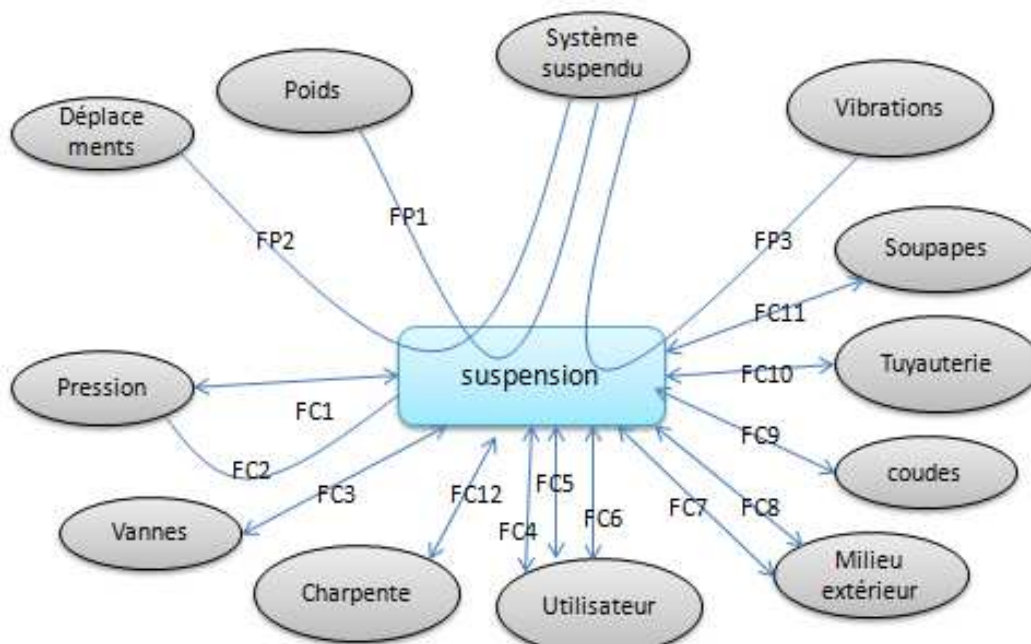 Système
suspendu
Poids
Vibrations
Déplace
ments
FP1
FP2
FP3
Soupapes
FC11
Tuyauterie
suspension
FC10
Pression
FC1
FC9
coudes
FC2
FC3
FC12
FC5
FC4
FC6
FC7
FC8
Vannes
Charpente
Utilisateur
Milieu
extérieur